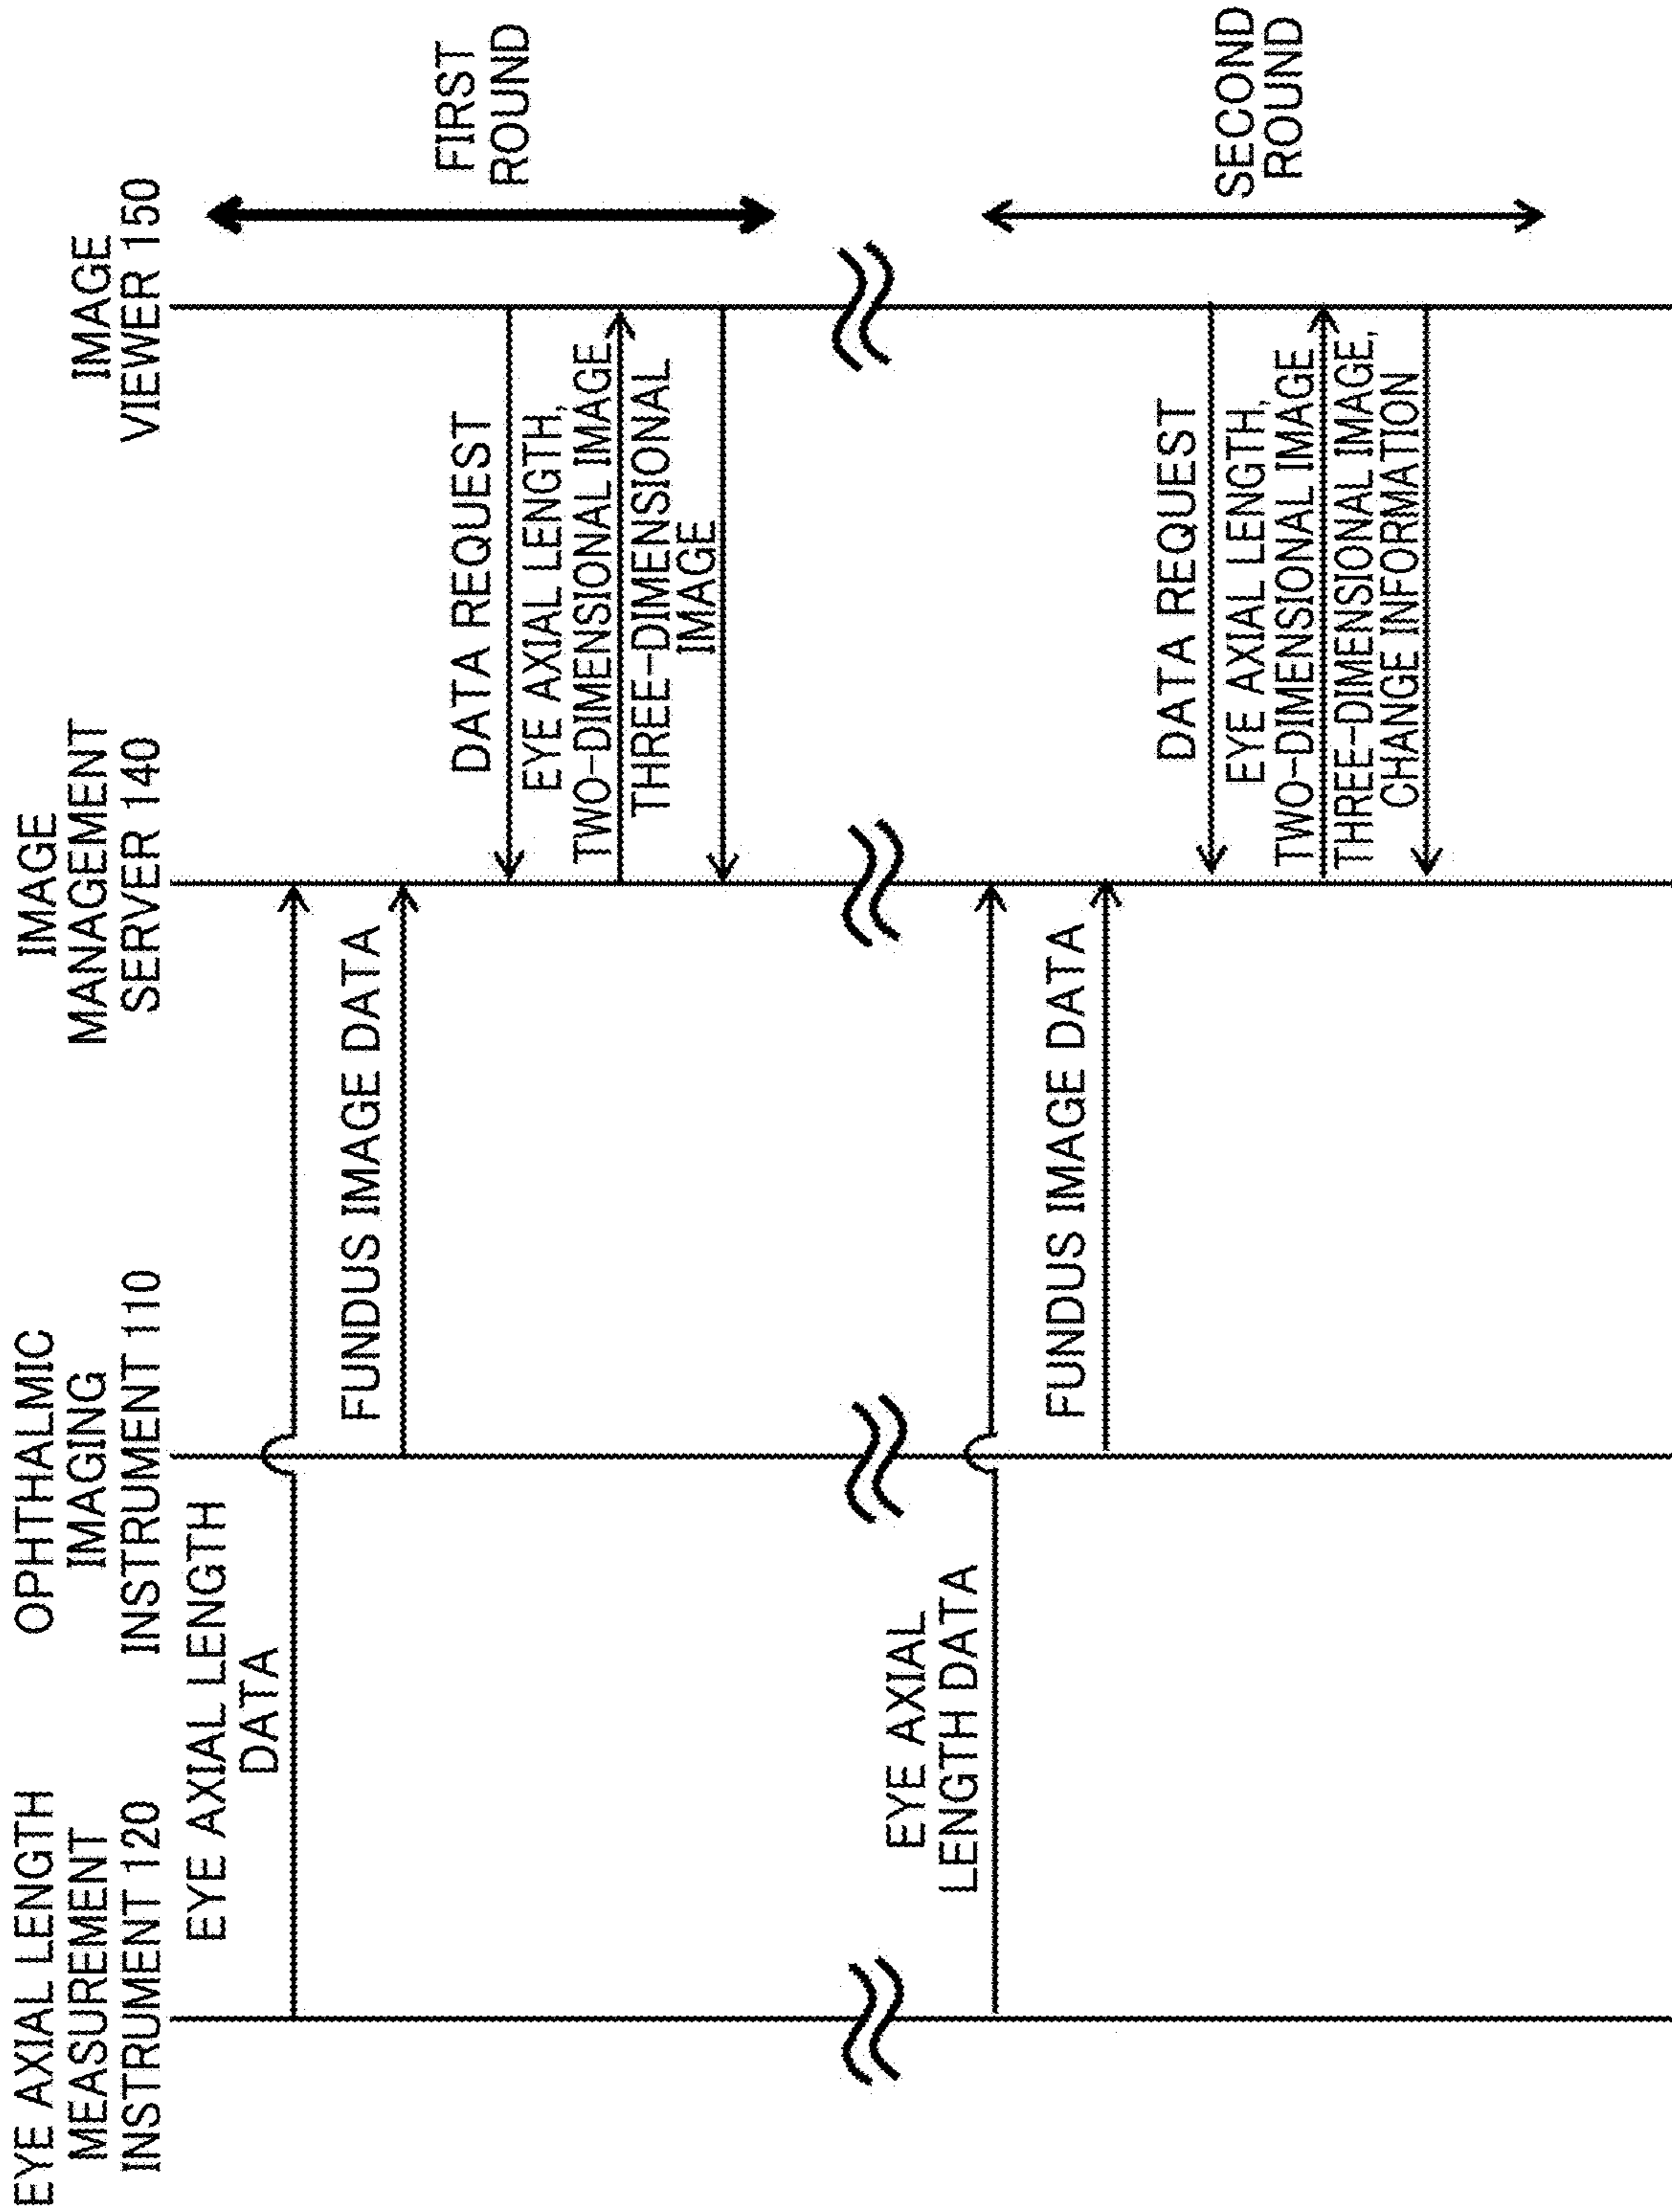 EYE AXIAL LENGTH
MEASUREMENT
INSTRUMENT 120
OPHTHALMIC
IMAGING
INSTRUMENT 110
IMAGE
MANAGEMENT
SERVER 140
IMAGE
VIEWER 150
EYE AXIAL LENGTH
DATA
FUNDUS IMAGE DATA
DATA REQUEST
EYE AXIAL LENGTH,
TWO-DIMENSIONAL IMAGE
THREE-DIMENSIONAL
IMAGE
FIRST
ROUND
EYE AXIAL
LENGTH DATA
FUNDUS IMAGE DATA
DATA REQUEST
EYE AXIAL LENGTH,
TWO-DIMENSIONAL IMAGE
THREE-DIMENSIONAL IMAGE,
CHANGE INFORMATION
SECOND
ROUND